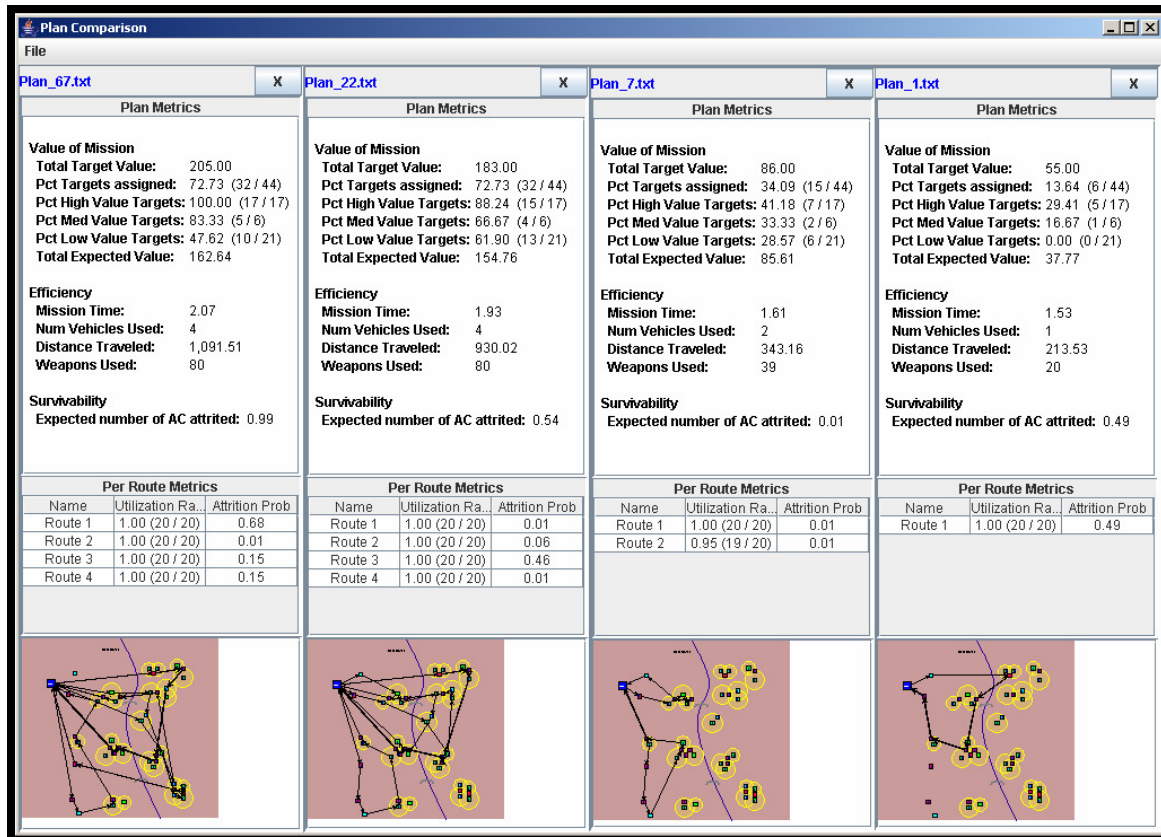 Plan Comparison
File
Plan_67.txt
X
Plan Metrics
Value of Mission
Total Target Value: 205.00
Pct Targets assigned: 72.73 (32 / 44)
Pct High Value Targets: 100.00 (17 / 17)
Pct Med Value Targets: 83.33 (5 / 6)
Pct Low Value Targets: 47.62 (10 / 21)
Total Expected Value: 162.64
Efficiency
Mission Time: 2.07
Num Vehicles Used: 4
Distance Traveled: 1,091.51
Weapons Used: 80
Survivability
Expected number of AC attrited: 0.99
Per Route Metrics
Name Utilization Ra... Attrition Prob
Route 1 1.00 (20 / 20) 0.68
Route 2 1.00 (20 / 20) 0.01
Route 3 1.00 (20 / 20) 0.15
Route 4 1.00 (20 / 20) 0.15
Plan_22.txt
X
Plan Metrics
Value of Mission
Total Target Value: 183.00
Pct Targets assigned: 72.73 (32 / 44)
Pct High Value Targets: 88.24 (15 / 17)
Pct Med Value Targets: 66.67 (4 / 6)
Pct Low Value Targets: 61.90 (13 / 21)
Total Expected Value: 154.76
Efficiency
Mission Time: 1.93
Num Vehicles Used: 4
Distance Traveled: 930.02
Weapons Used: 80
Survivability
Expected number of AC attrited: 0.54
Per Route Metrics
Name Utilization Ra... Attrition Prob
Route 1 1.00 (20 / 20) 0.01
Route 2 1.00 (20 / 20) 0.06
Route 3 1.00 (20 / 20) 0.46
Route 4 1.00 (20 / 20) 0.01
Plan_7.txt
X
Plan Metrics
Value of Mission
Total Target Value: 86.00
Pct Targets assigned: 34.09 (15 / 44)
Pct High Value Targets: 41.18 (7 / 17)
Pct Med Value Targets: 33.33 (2 / 6)
Pct Low Value Targets: 28.57 (6 / 21)
Total Expected Value: 85.61
Efficiency
Mission Time: 1.61
Num Vehicles Used: 2
Distance Traveled: 343.16
Weapons Used: 39
Survivability
Expected number of AC attrited: 0.01
Per Route Metrics
Name Utilization Ra... Attrition Prob
Route 1 1.00 (20 / 20) 0.01
Route 2 0.95 (19 / 20) 0.01
Plan_1.txt
X
Plan Metrics
Value of Mission
Total Target Value: 55.00
Pct Targets assigned: 13.64 (6 / 44)
Pct High Value Targets: 29.41 (5 / 17)
Pct Med Value Targets: 16.67 (1 / 6)
Pct Low Value Targets: 0.00 (0 / 21)
Total Expected Value: 37.77
Efficiency
Mission Time: 1.53
Num Vehicles Used: 1
Distance Traveled: 213.53
Weapons Used: 20
Survivability
Expected number of AC attrited: 0.49
Per Route Metrics
Name Utilization Ra... Attrition Prob
Route 1 1.00 (20 / 20) 0.49